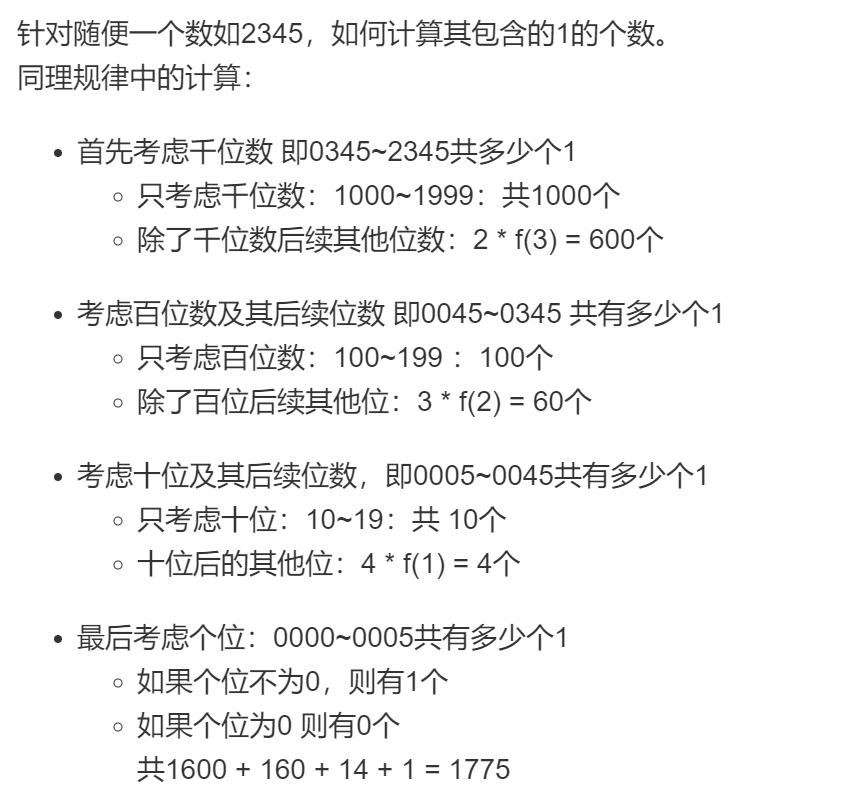 针对随便一个数如2345，如何计算其包含的1的个数。
同理规律中的计算：
• 首先考虑千位数 即0345~2345共多少个1
◦ 只考虑千位数：1000~1999：共1000个
◦ 除了千位数后续其他位数：2 * f(3) = 600个
• 考虑百位数及其后续位数 即0045~0345 共有多少个1
◦ 只考虑百位数：100~199 ：100个
◦ 除了百位后续其他位：3 * f(2) = 60个
• 考虑十位及其后续位数，即0005~0045共有多少个1
◦ 只考虑十位：10~19：共 10个
◦ 十位后的其他位：4 * f(1) = 4个
• 最后考虑个位：0000~0005共有多少个1
◦ 如果个位不为0，则有1个
◦ 如果个位为0 则有0个
共1600 + 160 + 14 + 1 = 1775